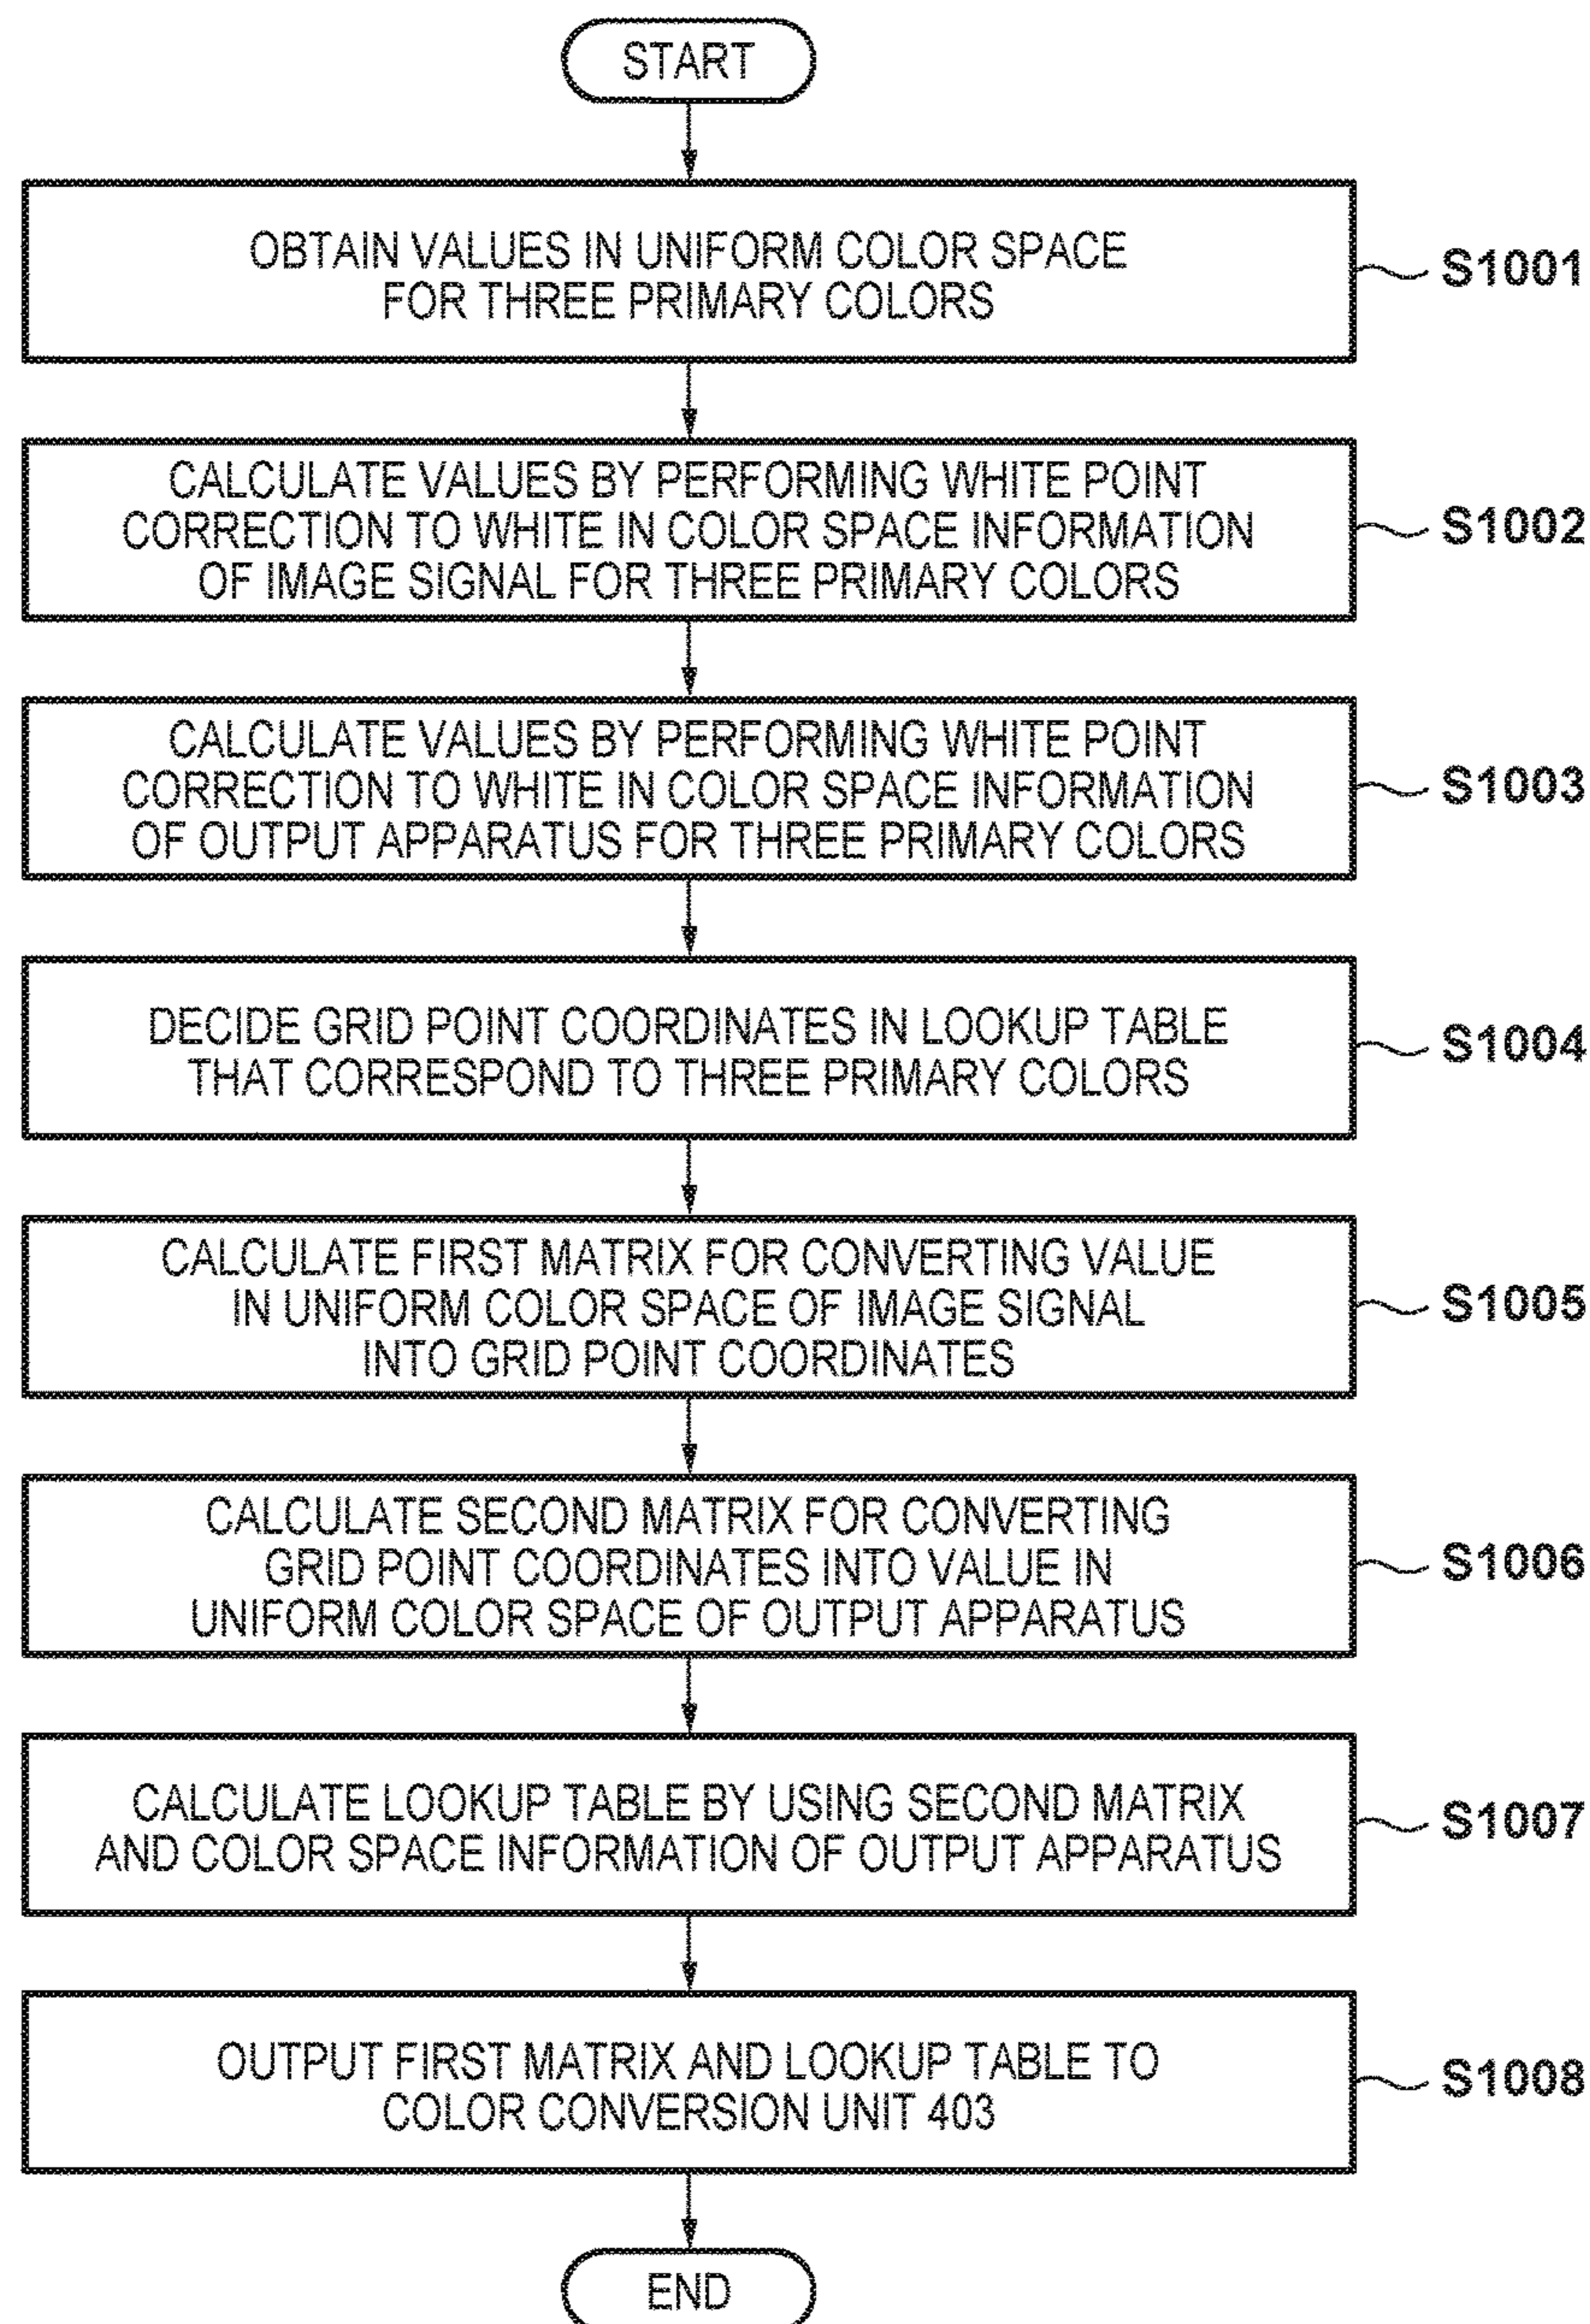 START
OBTAIN VALUES IN UNIFORM COLOR SPACE
FOR THREE PRIMARY COLORS
S1001
CALCULATE VALUES BY PERFORMING WHITE POINT
CORRECTION TO WHITE IN COLOR SPACE INFORMATION
OF IMAGE SIGNAL FOR THREE PRIMARY COLORS
S1002
CALCULATE VALUES BY PERFORMING WHITE POINT
CORRECTION TO WHITE IN COLOR SPACE INFORMATION
OF OUTPUT APPARATUS FOR THREE PRIMARY COLORS
S1003
DECIDE GRID POINT COORDINATES IN LOOKUP TABLE
THAT CORRESPOND TO THREE PRIMARY COLORS
S1004
CALCULATE FIRST MATRIX FOR CONVERTING VALUE
IN UNIFORM COLOR SPACE OF IMAGE SIGNAL
INTO GRID POINT COORDINATES
S1005
CALCULATE SECOND MATRIX FOR CONVERTING
GRID POINT COORDINATES INTO VALUE IN
UNIFORM COLOR SPACE OF OUTPUT APPARATUS
S1006
CALCULATE LOOKUP TABLE BY USING SECOND MATRIX
AND COLOR SPACE INFORMATION OF OUTPUT APPARATUS
S1007
OUTPUT FIRST MATRIX AND LOOKUP TABLE TO
COLOR CONVERSION UNIT 403
S1008
END